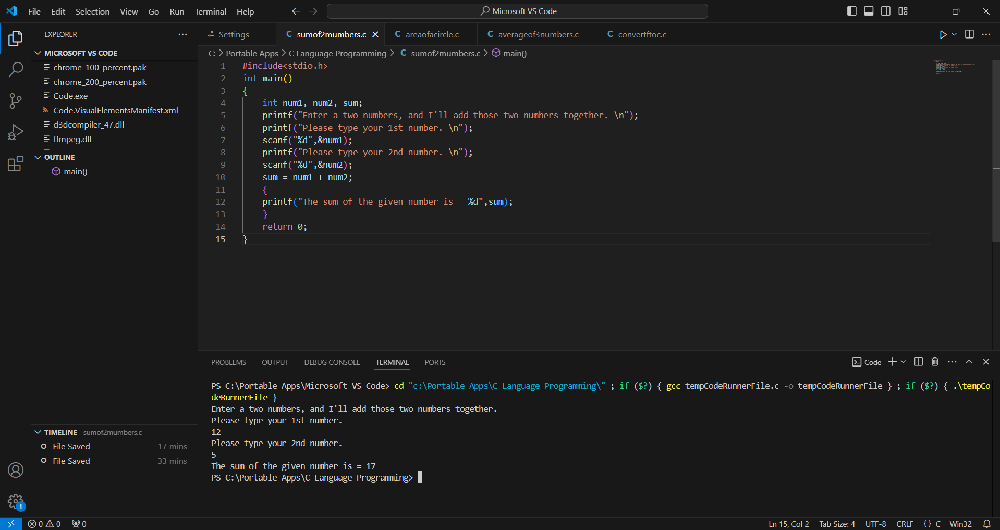 File Edit Selection View Go Run Terminal Help
Microsoft VS Code
EXPLORER
MICROSOFT VS CODE
chrome_100_percent.pak
chrome_200_percent.pak
Code.exe
Code.VisualElementsManifest.xml
d3dcompiler_47.dll
ffmpeg.dll
OUTLINE
main()
TIMELINE sumof2mumbers.c
File Saved 17 mins
File Saved 33 mins
1
Settings
C sumof2mumbers.c
C areaofacircle.c
C averageof3numbers.c
C convertftoc.c
C: > Portable Apps > C Language Programming > C sumof2mumbers.c > main()
1 #include<stdio.h>
2 int main()
3 {
4 int num1, num2, sum;
5 printf("Enter a two numbers, and I'll add those two numbers together. \n");
6 printf("Please type your 1st number. \n");
7 scanf("%d",&num1);
8 printf("Please type your 2nd number. \n");
9 scanf("%d",&num2);
10 sum = num1 + num2;
11 {
12 printf("The sum of the given number is = %d",sum);
13 }
14 return 0;
15 }
PROBLEMS OUTPUT DEBUG CONSOLE TERMINAL PORTS
Code
PS C:\Portable Apps\Microsoft VS Code> cd "c:\Portable Apps\C Language Programming\" ; if ($?) { gcc tempCodeRunnerFile.c -o tempCodeRunnerFile } ; if ($?) { .\tempCo
deRunnerFile }
Enter a two numbers, and I'll add those two numbers together.
Please type your 1st number.
12
Please type your 2nd number.
5
The sum of the given number is = 17
PS C:\Portable Apps\C Language Programming>
0 0 0
Ln 15, Col 2 Tab Size: 4 UTF-8 CRLF {} C Win32